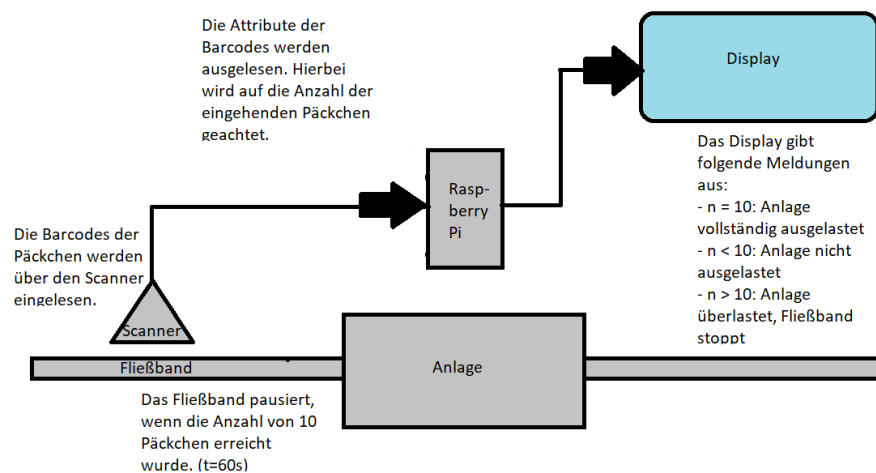 Die Attribute der
Barcodes werden
ausgelesen. Hierbei
wird auf die Anzahl der
eingehenden Päckchen
geachtet.
Display
Das Display gibt
folgende Meldungen
aus:
- n = 10: Anlage
vollständig ausgelastet
- n < 10: Anlage nicht
ausgelastet
- n > 10: Anlage
überlastet, Fließband
stoppt
Rasp-
berry
Pi
Die Barcodes der
Päckchen werden
über den Scanner
eingelesen.
Scanner
Fließband
Anlage
Das Fließband pausiert,
wenn die Anzahl von 10
Päckchen erreicht
wurde. (t=60s)